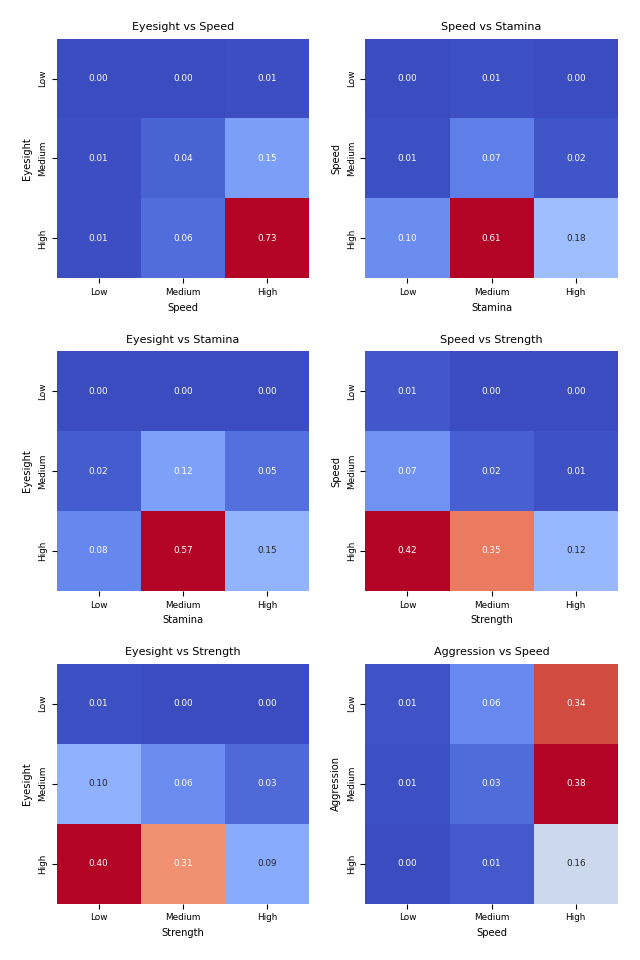 Eyesight vs Speed
Low 0.00 0.00 0.01
Medium 0.01 0.04 0.15
High 0.01 0.06 0.73
Eyesight
Low Medium High
Speed
Speed vs Stamina
Low 0.00 0.01 0.00
Medium 0.01 0.07 0.02
High 0.10 0.61 0.18
Speed
Low Medium High
Stamina
Eyesight vs Stamina
Low 0.00 0.00 0.00
Medium 0.02 0.12 0.05
High 0.08 0.57 0.15
Eyesight
Low Medium High
Stamina
Speed vs Strength
Low 0.01 0.00 0.00
Medium 0.07 0.02 0.01
High 0.42 0.35 0.12
Speed
Low Medium High
Strength
Eyesight vs Strength
Low 0.01 0.00 0.00
Medium 0.10 0.06 0.03
High 0.40 0.31 0.09
Eyesight
Low Medium High
Strength
Aggression vs Speed
Low 0.01 0.06 0.34
Medium 0.01 0.03 0.38
High 0.00 0.01 0.16
Aggression
Low Medium High
Speed